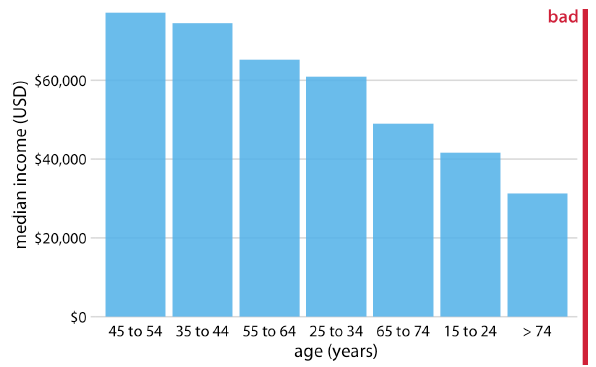 bad
median income (USD)
$60,000
$40,000
$20,000
$0
45 to 54 35 to 44 55 to 64 25 to 34 65 to 74 15 to 24 > 74
age (years)